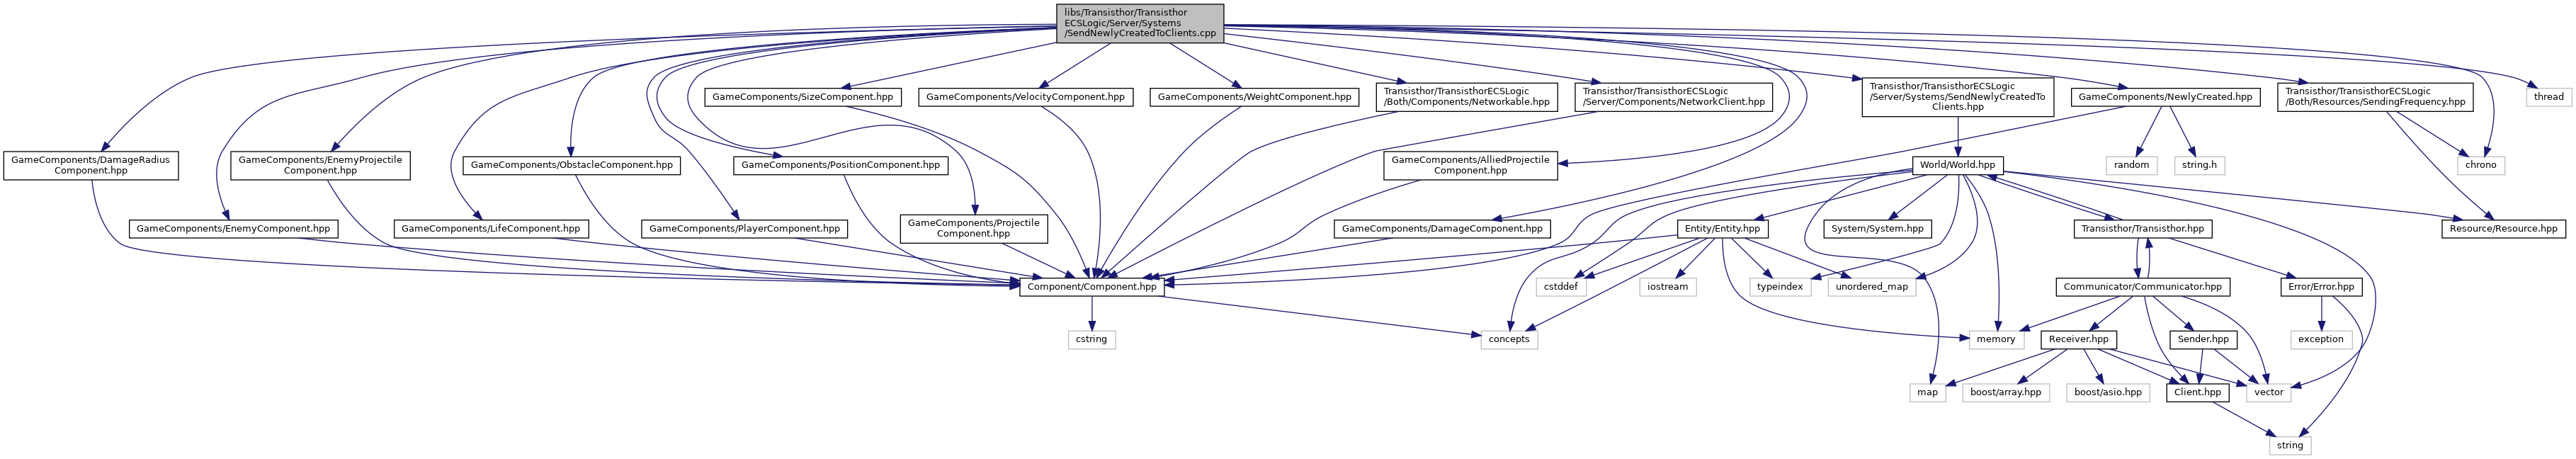 libs/Transisthor/Transisthor
ECSLogic/Server/Systems
/SendNewlyCreatedToClients.cpp
GameComponents/SizeComponent.hpp
GameComponents/VelocityComponent.hpp
GameComponents/WeightComponent.hpp
Transisthor/TransisthorECSLogic
/Both/Components/Networkable.hpp
Transisthor/TransisthorECSLogic
/Server/Components/NetworkClient.hpp
Transisthor/TransisthorECSLogic
/Server/Systems/SendNewlyCreatedTo
Clients.hpp
GameComponents/NewlyCreated.hpp
Transisthor/TransisthorECSLogic
/Both/Resources/SendingFrequency.hpp
thread
GameComponents/DamageRadius
Component.hpp
GameComponents/EnemyProjectile
Component.hpp
GameComponents/ObstacleComponent.hpp
GameComponents/PositionComponent.hpp
GameComponents/AlliedProjectile
Component.hpp
World/World.hpp
random
string.h
chrono
GameComponents/EnemyComponent.hpp
GameComponents/LifeComponent.hpp
GameComponents/PlayerComponent.hpp
GameComponents/Projectile
Component.hpp
GameComponents/DamageComponent.hpp
Entity/Entity.hpp
System/System.hpp
Transisthor/Transisthor.hpp
Resource/Resource.hpp
Component/Component.hpp
cstddef
iostream
typeindex
unordered_map
Communicator/Communicator.hpp
Error/Error.hpp
cstring
concepts
memory
Receiver.hpp
Sender.hpp
exception
map
boost/array.hpp
boost/asio.hpp
Client.hpp
vector
string